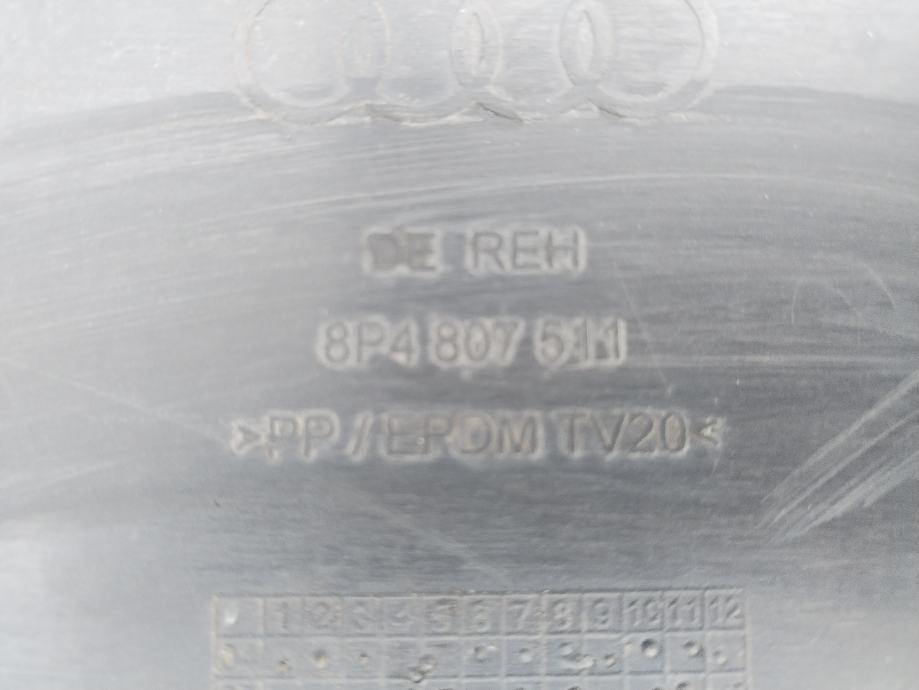 DE REH
8P4 807 511
>PP / EPDM TV20<
1 2 3 4 5 6 7 8 9 10 11 12